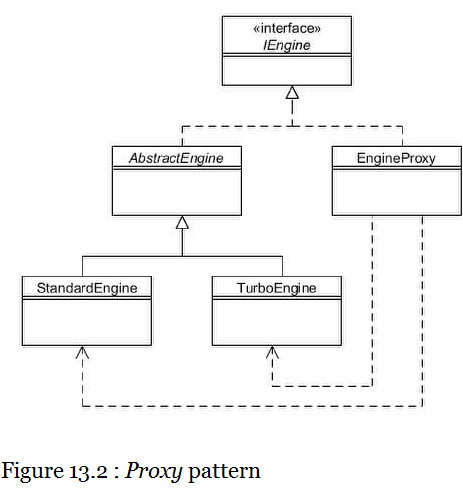 «interface»
IEngine
AbstractEngine
EngineProxy
StandardEngine
TurboEngine
Figure 13.2 : Proxy pattern